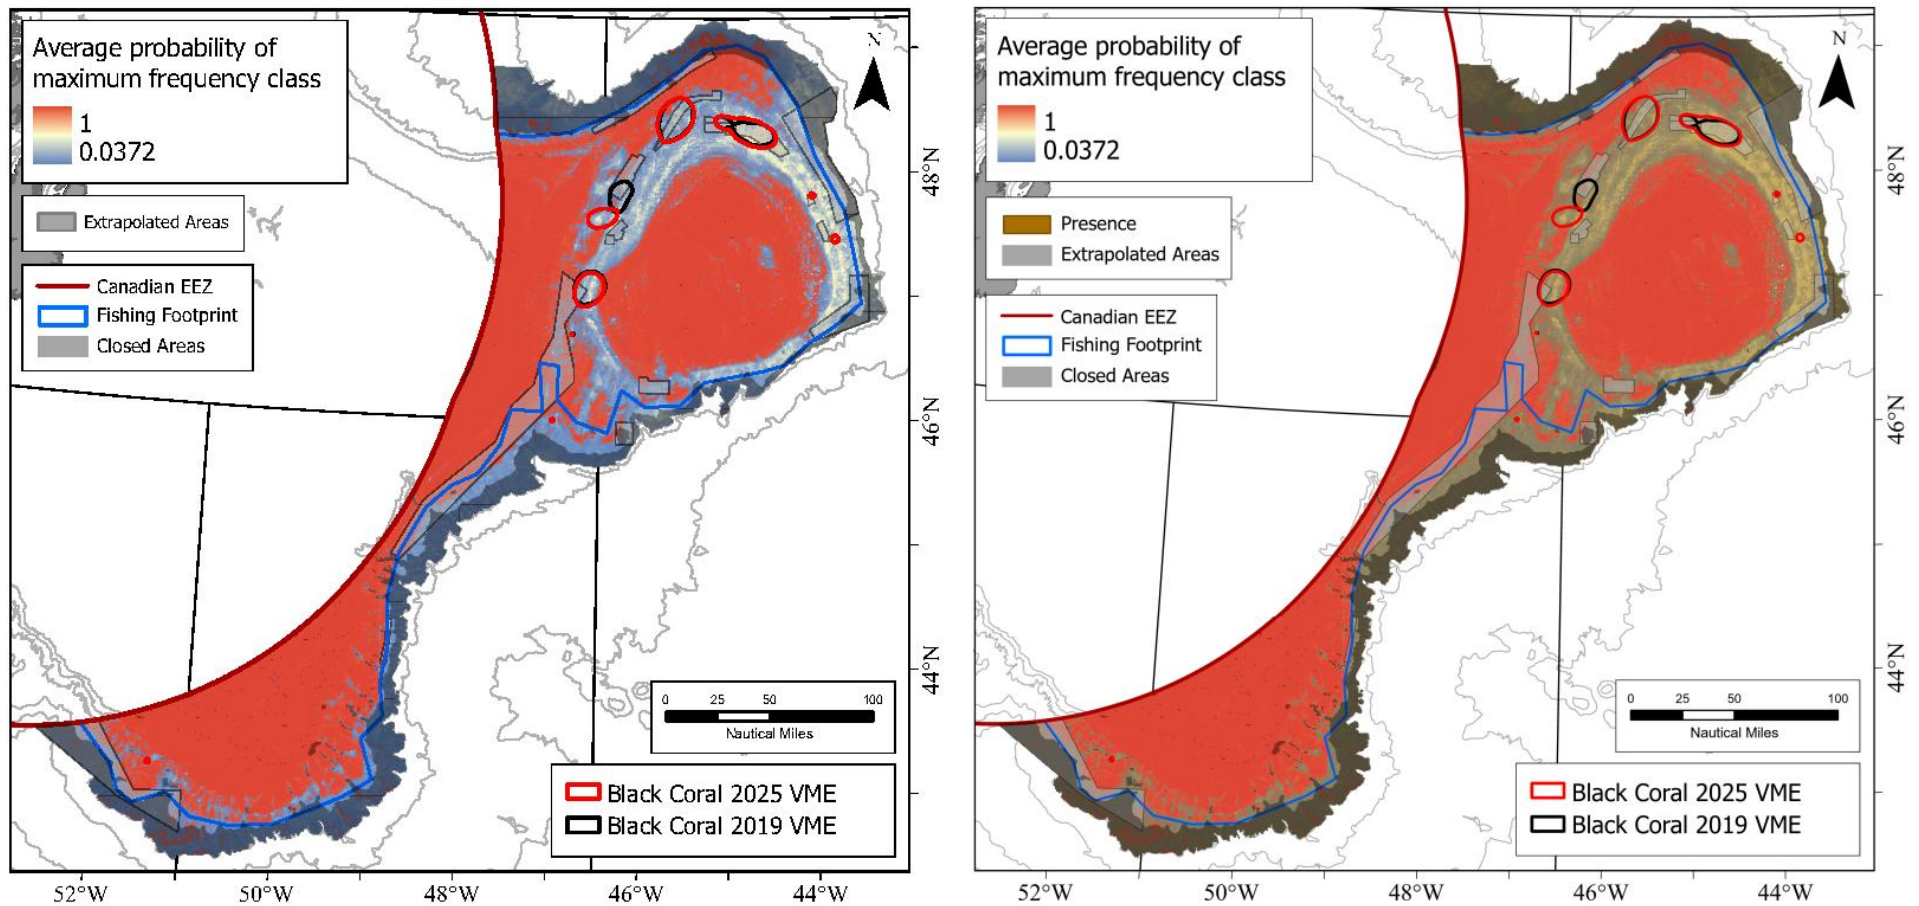 Average probability of
maximum frequency class
1
0.0372
Extrapolated Areas
Canadian EEZ
Fishing Footprint
Closed Areas
N
48°N
46°N
44°N
0 25 50 100
Nautical Miles
Black Coral 2025 VME
Black Coral 2019 VME
52°W 50°W 48°W 46°W 44°W
Average probability of
maximum frequency class
1
0.0372
Presence
Extrapolated Areas
Canadian EEZ
Fishing Footprint
Closed Areas
N
48°N
46°N
44°N
0 25 50 100
Nautical Miles
Black Coral 2025 VME
Black Coral 2019 VME
52°W 50°W 48°W 46°W 44°W